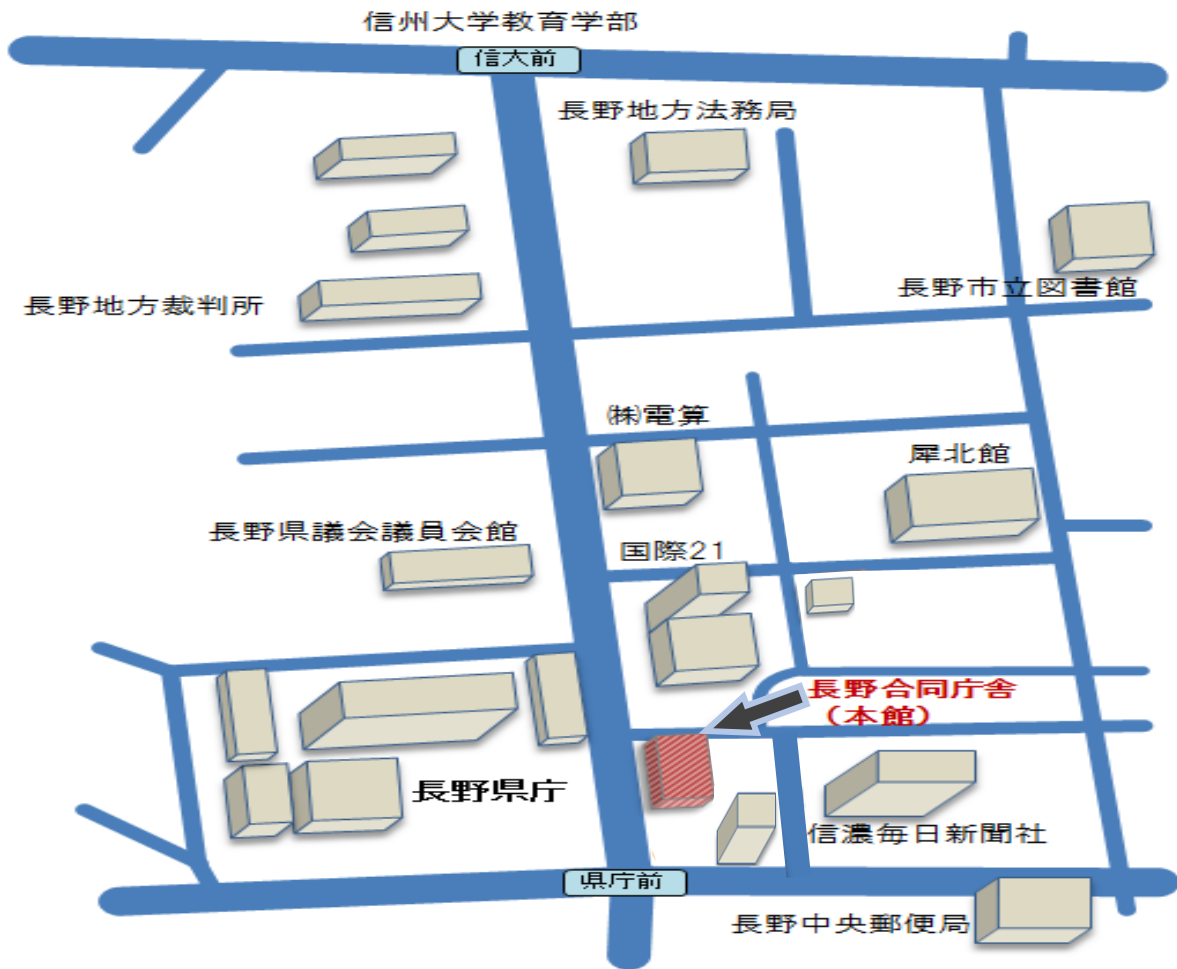 信州大学教育学部
信大前
長野地方法務局
長野市立図書館
長野地方裁判所
㈱電算
犀北館
長野県議会議員会館
国際21
長野合同庁舎
（本館）
長野県庁
信濃毎日新聞社
県庁前
長野中央郵便局